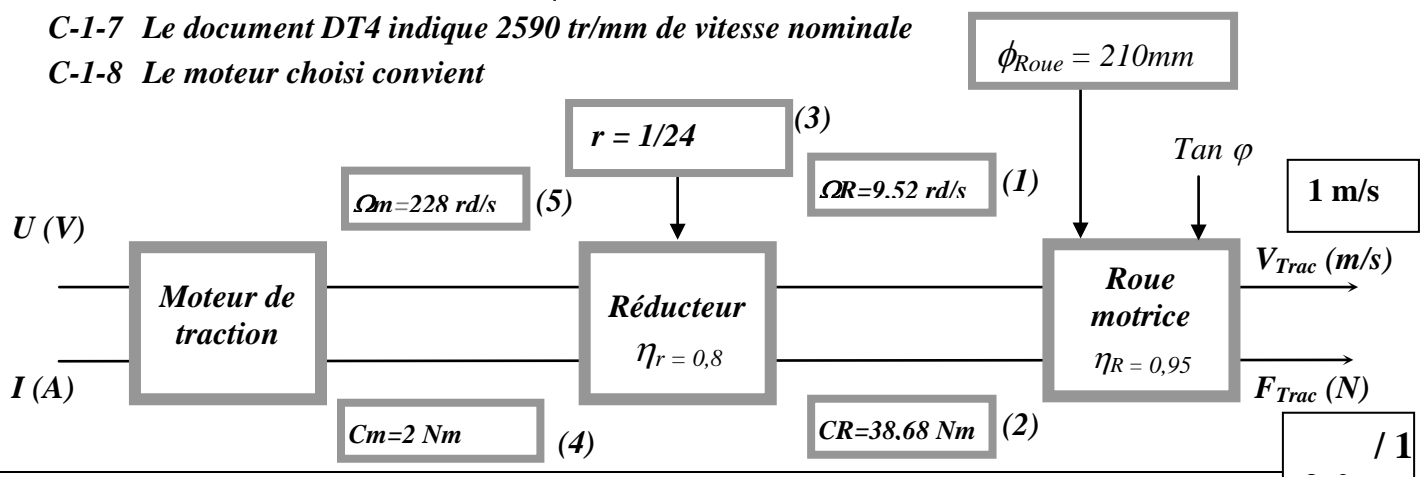 C-1-7 Le document DT4 indique 2590 tr/mm de vitesse nominale
C-1-8 Le moteur choisi convient
ϕRoue = 210mm
r = 1/24
(3)
Tan φ
Ωm=228 rd/s
(5)
ΩR=9.52 rd/s
(1)
1 m/s
U (V)
VTrac (m/s)
Moteur de
traction
Réducteur
ηr = 0,8
Roue
motrice
ηR = 0,95
I (A)
FTrac (N)
Cm=2 Nm
(4)
CR=38.68 Nm
(2)
/ 1